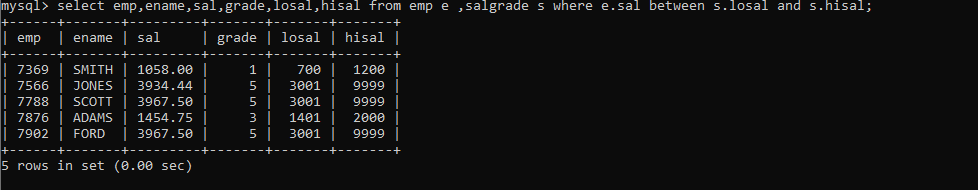 mysql> select emp,ename,sal,grade,losal,hisal from emp e ,salgrade s where e.sal between s.losal and s.hisal;
+------+-------+---------+-------+-------+-------+
| emp  | ename | sal     | grade | losal | hisal |
+------+-------+---------+-------+-------+-------+
| 7369 | SMITH | 1058.00 |     1 |   700 |  1200 |
| 7566 | JONES | 3934.44 |     5 |  3001 |  9999 |
| 7788 | SCOTT | 3967.50 |     5 |  3001 |  9999 |
| 7876 | ADAMS | 1454.75 |     3 |  1401 |  2000 |
| 7902 | FORD  | 3967.50 |     5 |  3001 |  9999 |
+------+-------+---------+-------+-------+-------+
5 rows in set (0.00 sec)